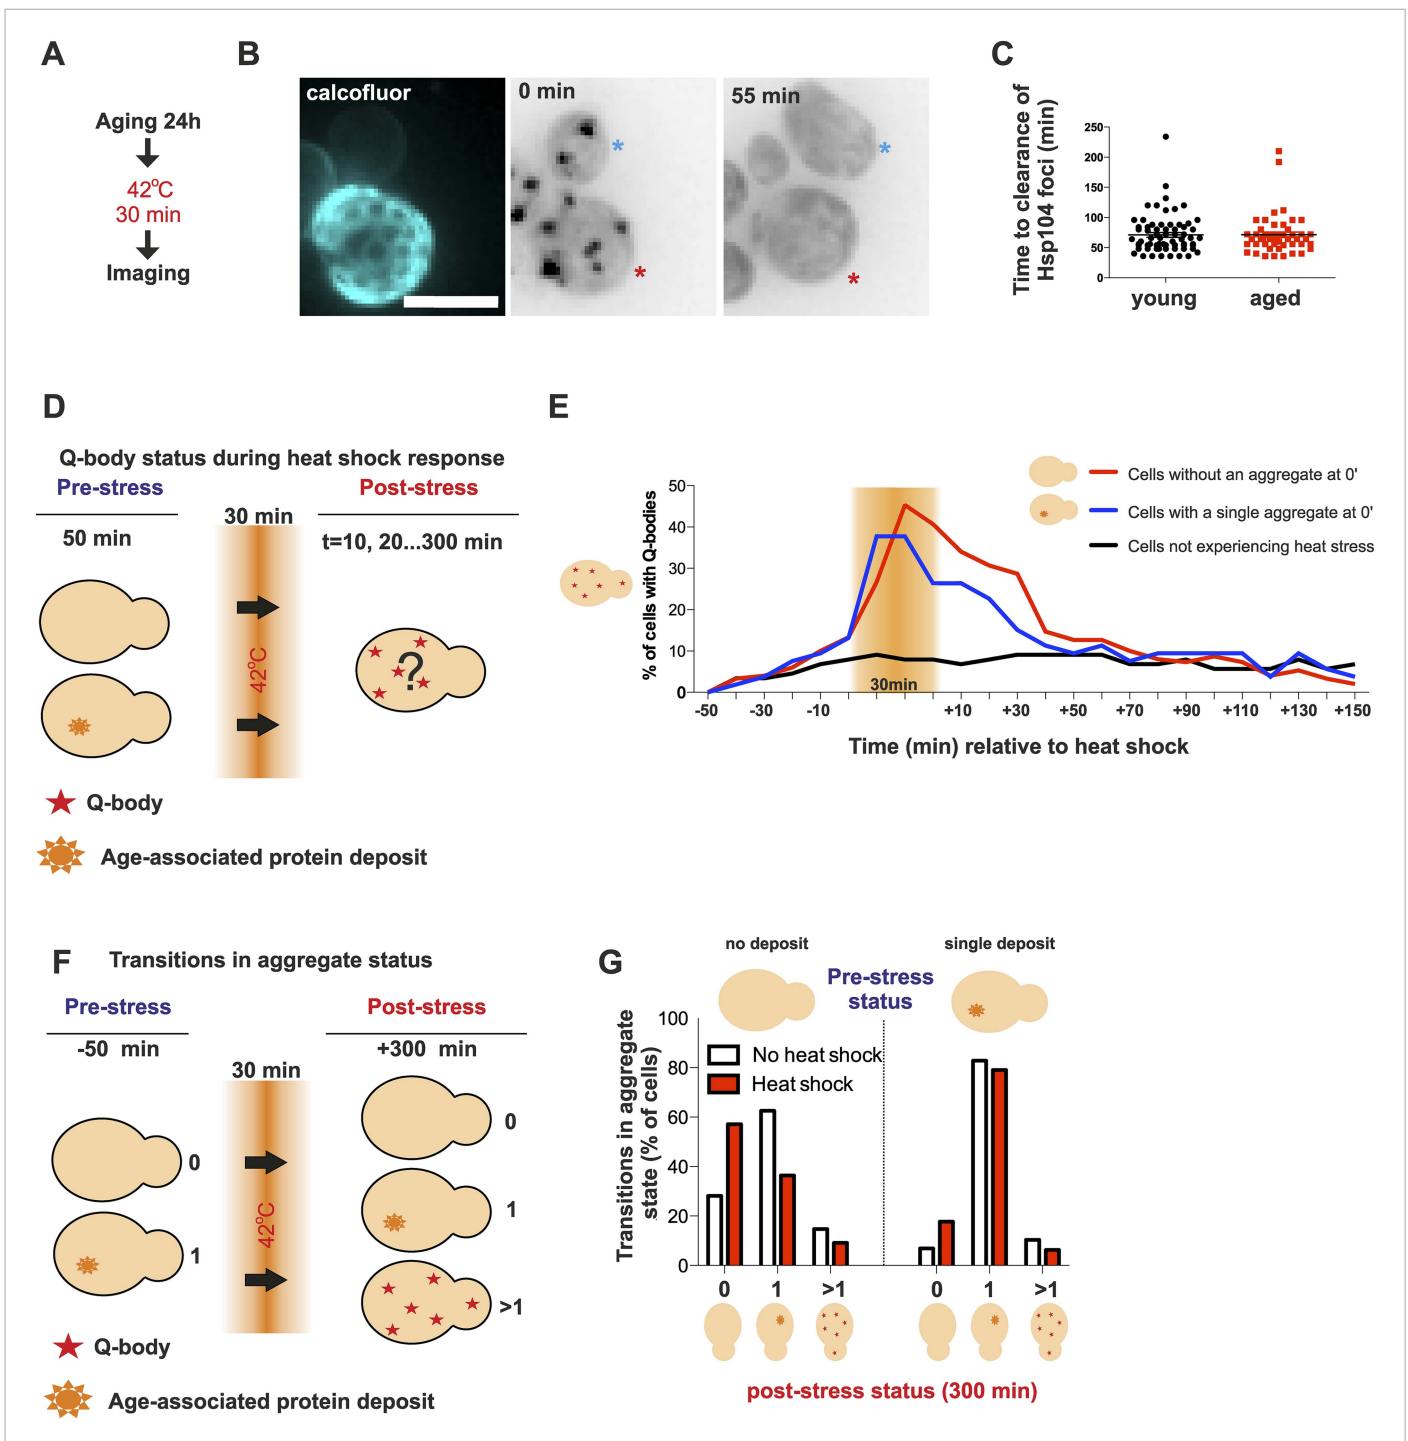 A
Aging 24h
42°C
30 min
Imaging
B
calcofluor
0 min
*
*
55 min
*
*
C
Time to clearance of
Hsp104 foci (min)
250
200
150
100
50
0
young
aged
D
Q-body status during heat shock response
Pre-stress
Post-stress
30 min
50 min
t=10, 20...300 min
42°C
?
Q-body
Age-associated protein deposit
E
% of cells with Q-bodies
50
40
30
20
10
0
30min
Cells without an aggregate at 0'
Cells with a single aggregate at 0'
Cells not experiencing heat stress
-50
-30
-10
+10
+30
+50
+70
+90
+110
+130
+150
Time (min) relative to heat shock
F
Transitions in aggregate status
Pre-stress
Post-stress
-50 min
+300 min
30 min
42°C
0
1
0
1
>1
Q-body
Age-associated protein deposit
G
no deposit
single deposit
Pre-stress
status
Transitions in aggregate
state (% of cells)
100
80
60
40
20
0
No heat shock
Heat shock
0
1
>1
0
1
>1
post-stress status (300 min)